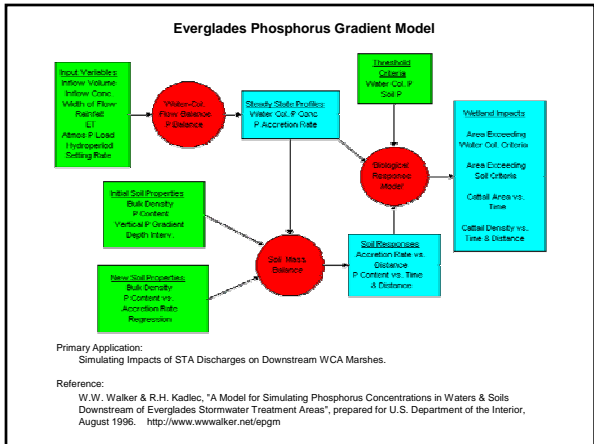 Everglades Phosphorus Gradient Model
Input Variables
Inflow Volume
Inflow Conc.
Width of Flow
Rainfall
ET
Atmos P Load
Hydroperiod
Settling Rate
Water-Col.
Flow Balance
P Balance
Steady State Profiles
Water Col. P Conc
P Accretion Rate
Threshold
Criteria
Water Col. P
Soil P
Biological
Response
Model
Wetland Impacts
Area Exceeding
Water Col. Criteria
Area Exceeding
Soil Criteria
Cattail Area vs.
Time
Cattail Density vs.
Time & Distance
Initial Soil Properties
Bulk Density
P Content
Vertical P Gradient
Depth Interv.
New Soil Properties
Bulk Density
P Content vs.
Accretion Rate
Regression
Soil Mass
Balance
Soil Responses
Accretion Rate vs.
Distance
P Content vs. Time
& Distance
Primary Application:
Simulating Impacts of STA Discharges on Downstream WCA Marshes.
Reference:
W.W. Walker & R.H. Kadlec, "A Model for Simulating Phosphorus Concentrations in Waters & Soils
Downstream of Everglades Stormwater Treatment Areas", prepared for U.S. Department of the Interior,
August 1996. http://www.wwwalker.net/epgm